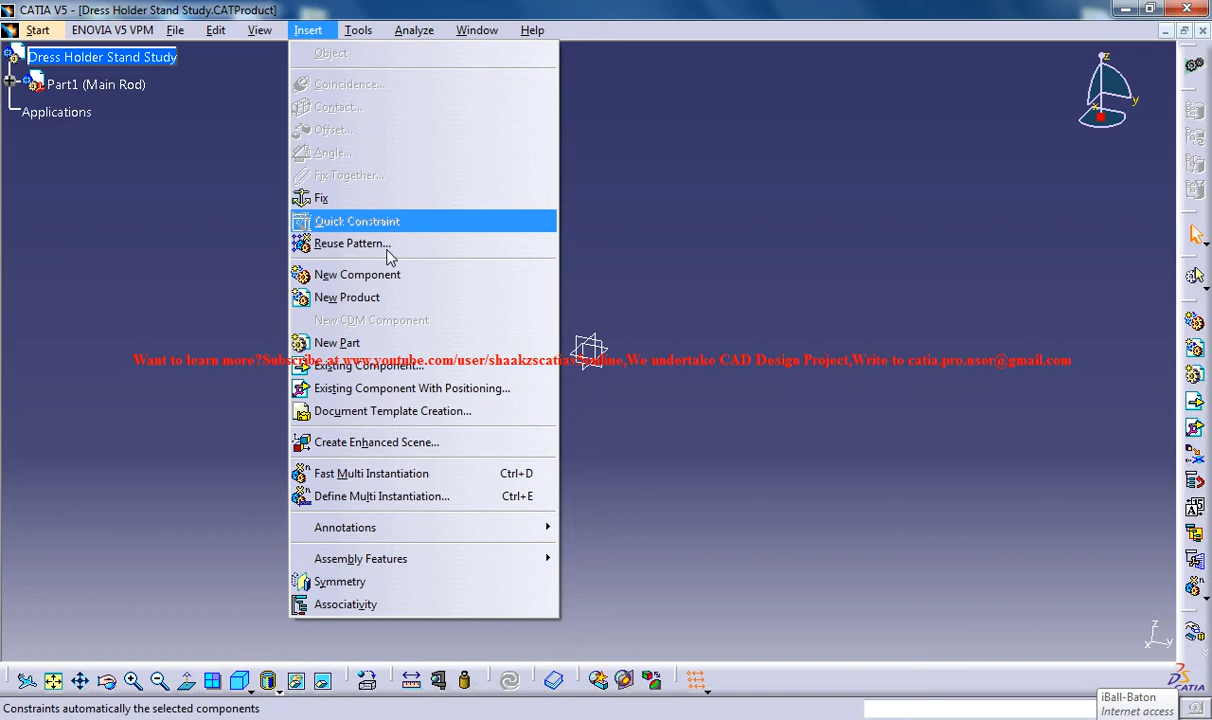 CATIA V5 - [Dress Holder Stand Study.CATProduct]
Start ENOVIA V5 VPM File Edit View Insert Tools Analyze Window Help
Dress Holder Stand Study
Part1 (Main Rod)
Applications
Object
Coincidence...
Contact...
Offset...
Angle...
Fix Together...
Fix
Quick Constraint
Reuse Pattern...
New Component
New Product
New CDM Component
New Part
Want to learn more?Subscribe at www.youtube.com/user/shaakzscatia
ne,We undertake CAD Design Project,Write to catia.pro.user@gmail.com
Existing Component...
Existing Component With Positioning...
Document Template Creation...
Create Enhanced Scene...
Fast Multi Instantiation Ctrl+D
Define Multi Instantiation... Ctrl+E
Annotations
Assembly Features
Symmetry
Associativity
z
y
x
z
x y
CATIA
Constraints automatically the selected components
iBall-Baton
Internet access